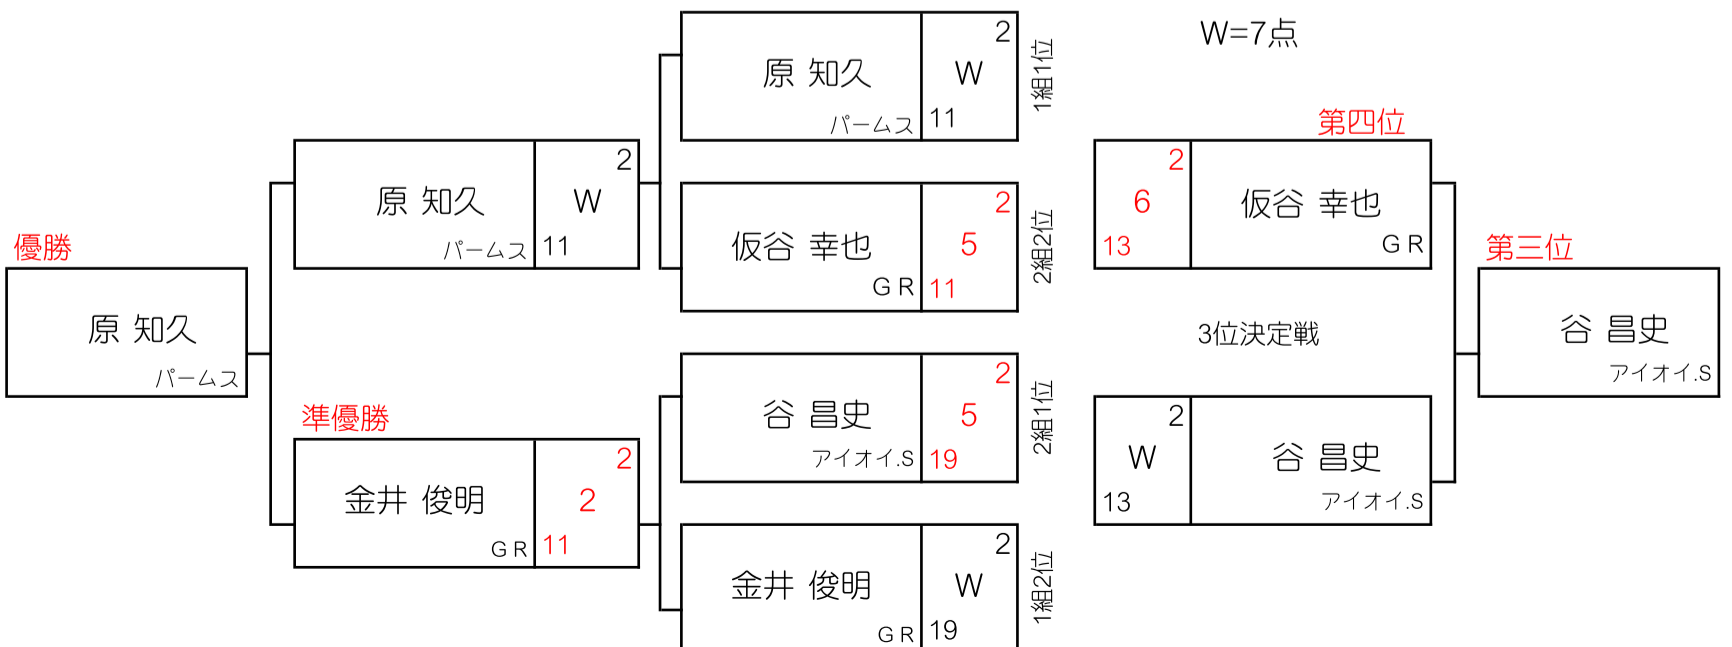 優勝
原 知久
パームス
2
原 知久
W
パームス
11
準優勝
2
金井 俊明
2
GR
11
2
原 知久
W
パームス
11
1組1位
2
仮谷 幸也
5
GR
11
2組2位
2
谷 昌史
5
アイオイ.S
19
2組1位
2
金井 俊明
W
GR
19
1組2位
W=7点
第四位
2
6
仮谷 幸也
13
GR
3位決定戦
2
W
谷 昌史
13
アイオイ.S
第三位
谷 昌史
アイオイ.S